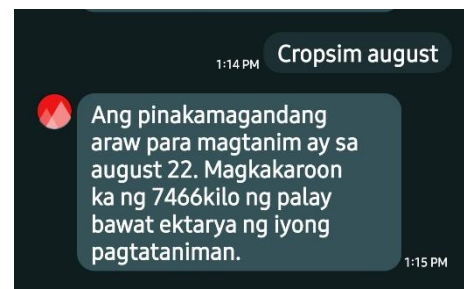 1:14 PM Cropsim august
Ang pinakamagandang
araw para magtanim ay sa
august 22. Magkakaroon
ka ng 7466kilo ng palay
bawat ektarya ng iyong
pagtataniman.
1:15 PM